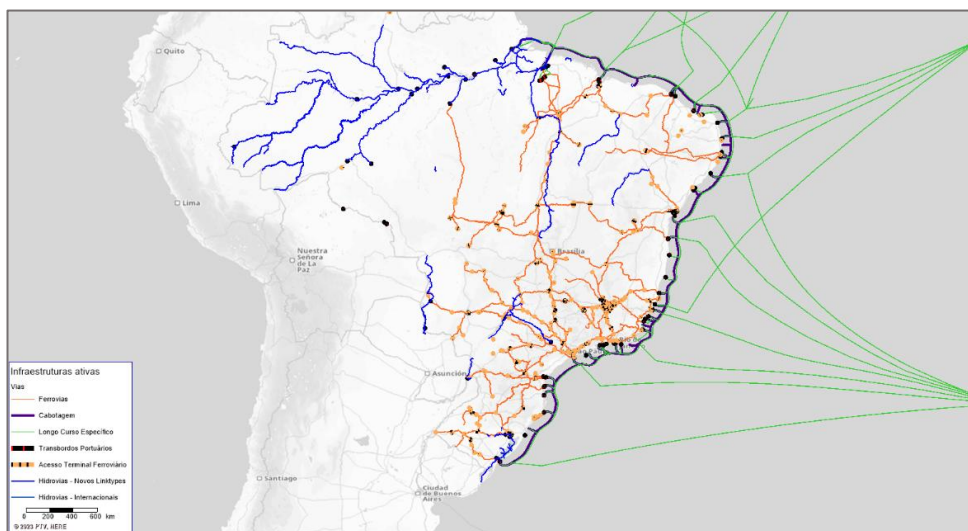 Quito
Lima
Nuestra
Señora
de La
Paz
Brasília
Asunción
Santiago
Ciudad
de Buenos
Aires
Infraestruturas ativas
Vias
Ferrovias
Cabotagem
Longo Curso Específico
Transbordos Portuários
Acesso Terminal Ferroviário
Hidrovias - Novos Linktypes
Hidrovias - Internacionais
0 200 400 600 km
© 2023 PTV, HERE